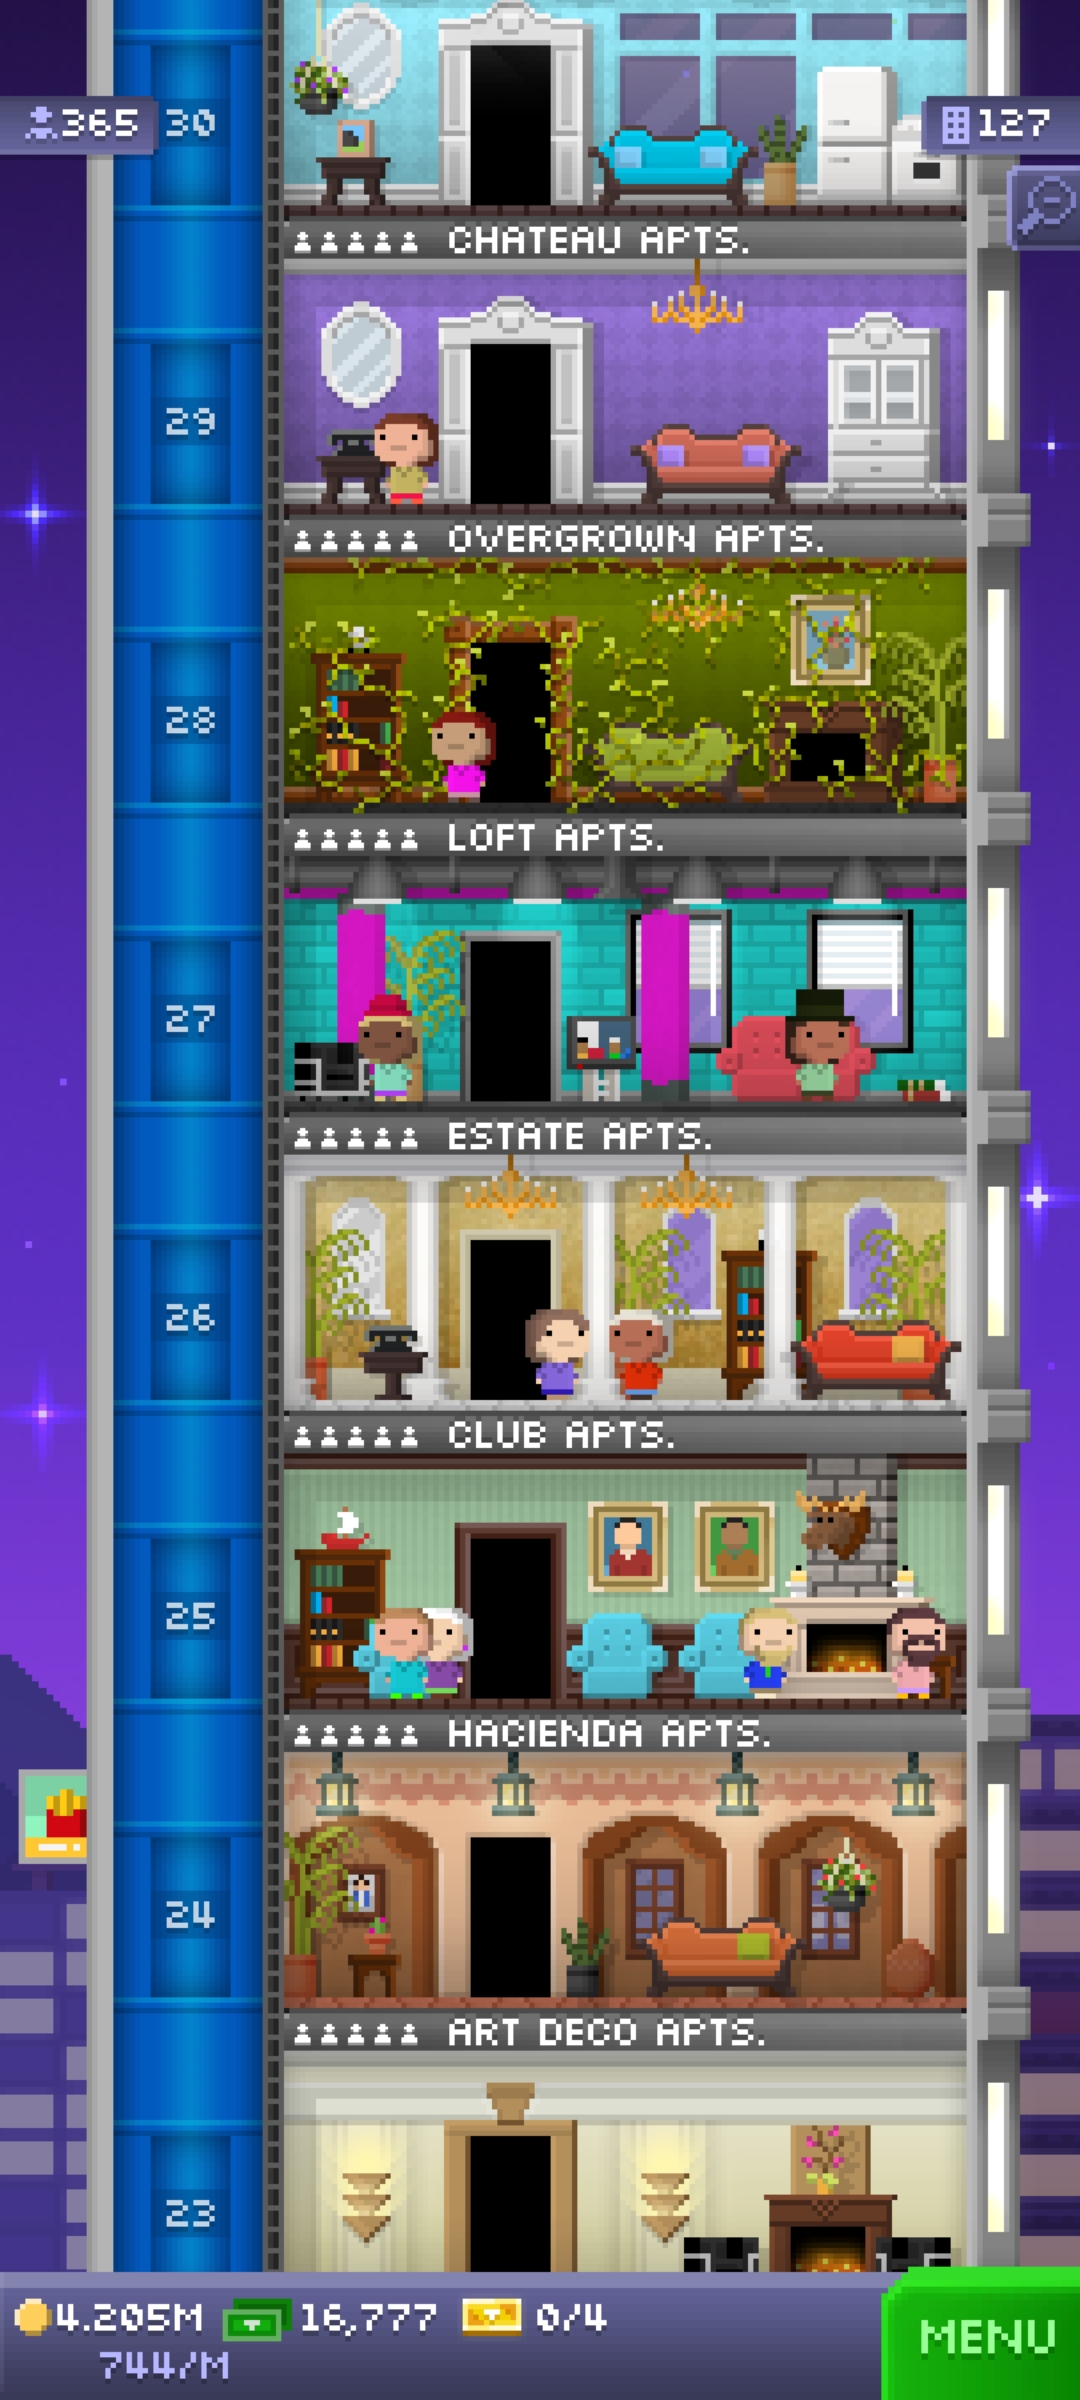 365
30
127
CHATEAU APTS.
29
OVERGROWN APTS.
28
LOFT APTS.
27
ESTATE APTS.
26
CLUB APTS.
25
HACIENDA APTS.
24
ART DECO APTS.
23
4.205M 16,777 0/4
744/M
MENU